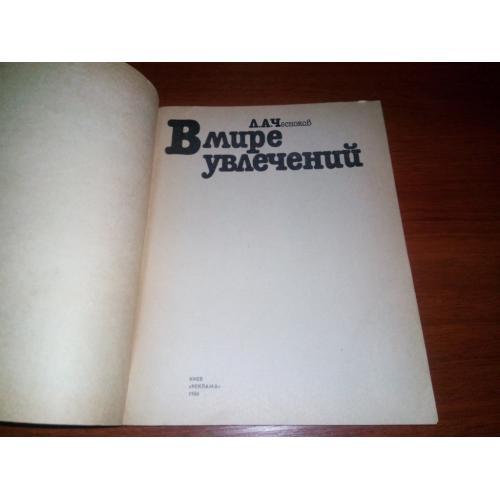 Л.А.Чесноков
В мире
увлечений
КИЕВ
«РЕКЛАМА»